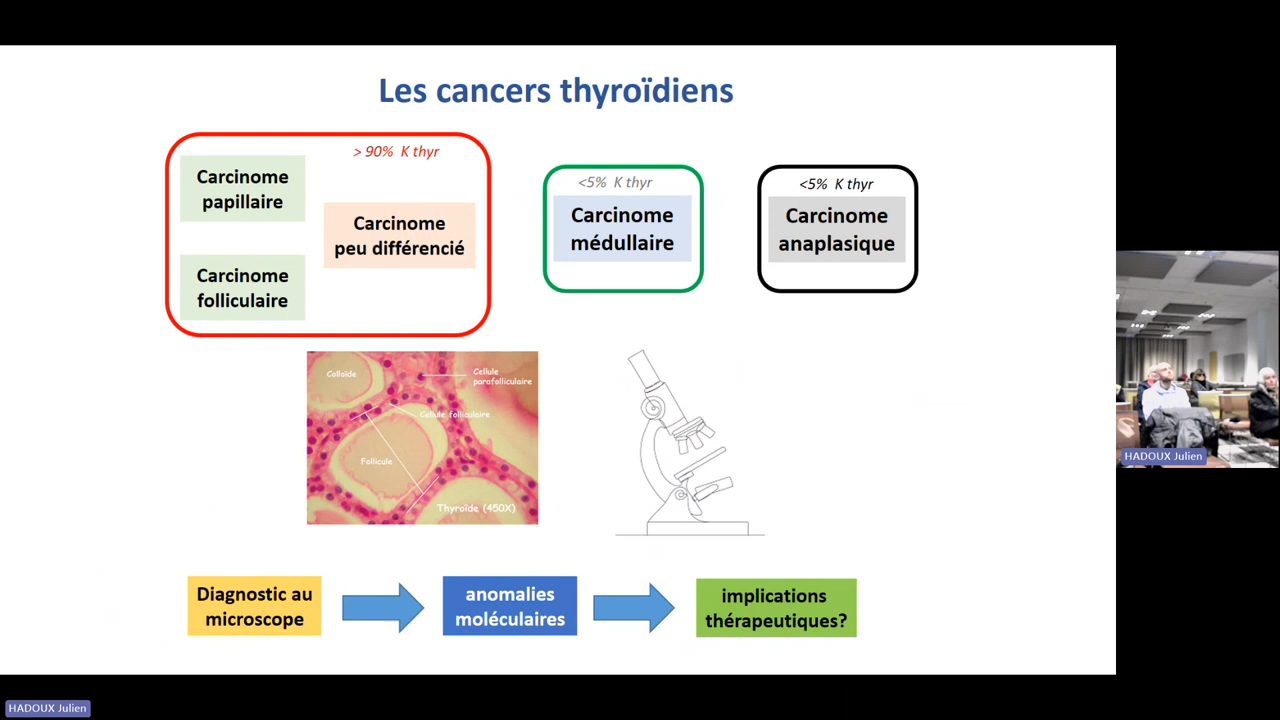 Les cancers thyroïdiens
> 90% K thyr
Carcinome
papillaire
Carcinome
peu différencié
Carcinome
folliculaire
<5% K thyr
Carcinome
médullaire
<5% K thyr
Carcinome
anaplasique
Colloïde
Cellule
parafolliculaire
Cellule folliculaire
Follicule
Thyroïde (450X)
HADOUX Julien
Diagnostic au
microscope
anomalies
moléculaires
implications
thérapeutiques?
HADOUX Julien